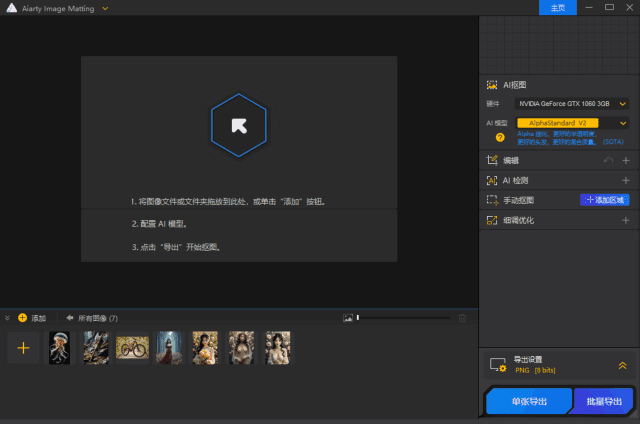 Aiarty Image Matting
主页
AI抠图
硬件
NVIDIA GeForce GTX 1060 3GB
AI 模型
AlphaStandard V2
Alpha 细化,更好的半透明度,
更好的头发,更好的混合质量。 (SOTA)
编辑
AI 检测
手动抠图
添加区域
细调优化
1. 将图像文件或文件夹拖放到此处,或单击“添加”按钮。
2. 配置 AI 模型。
3. 点击“导出”开始抠图。
添加
所有图像 (7)
导出设置
PNG [8 bits]
单张导出
批量导出